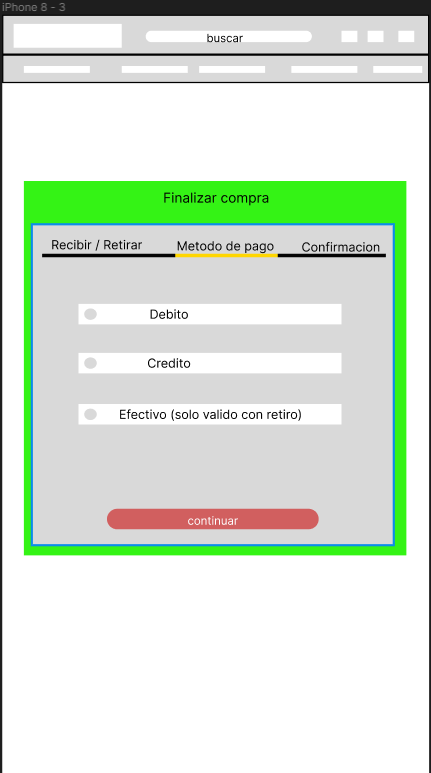 iPhone 8 - 3
buscar
Finalizar compra
Recibir / Retirar
Metodo de pago
Confirmacion
Debito
Credito
Efectivo (solo valido con retiro)
continuar